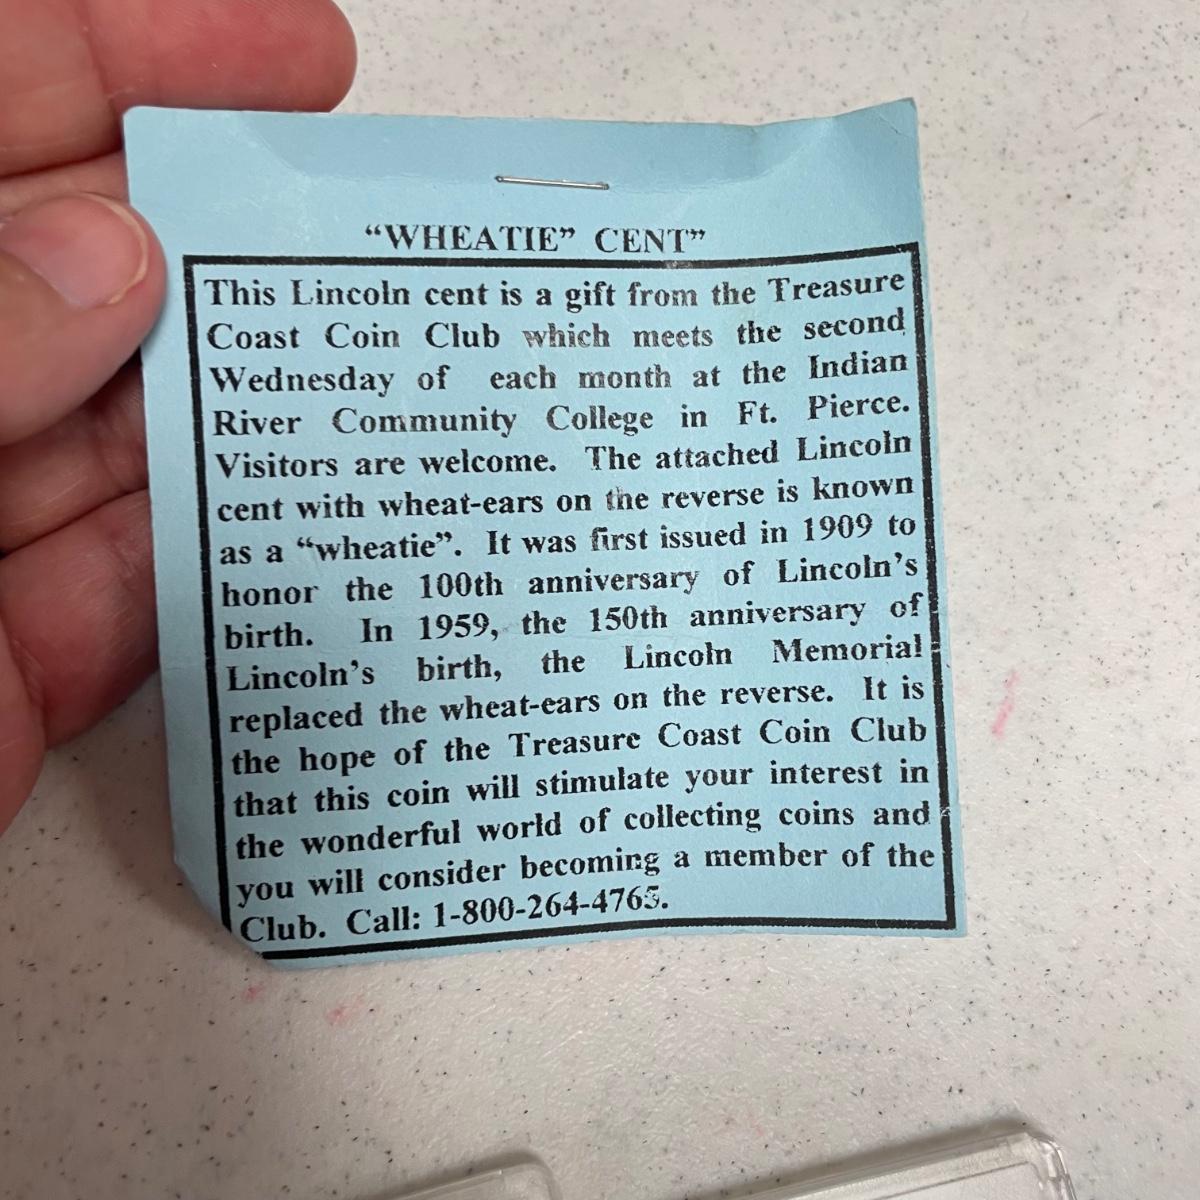 “WHEATIE” CENT”
This Lincoln cent is a gift from the Treasure
Coast Coin Club which meets the second
Wednesday of each month at the Indian
River Community College in Ft. Pierce.
Visitors are welcome. The attached Lincoln
cent with wheat-ears on the reverse is known
as a “wheatie”. It was first issued in 1909 to
honor the 100th anniversary of Lincoln’s
birth. In 1959, the 150th anniversary of
Lincoln’s birth, the Lincoln Memorial
replaced the wheat-ears on the reverse. It is
the hope of the Treasure Coast Coin Club
that this coin will stimulate your interest in
the wonderful world of collecting coins and
you will consider becoming a member of the
Club. Call: 1-800-264-4765.